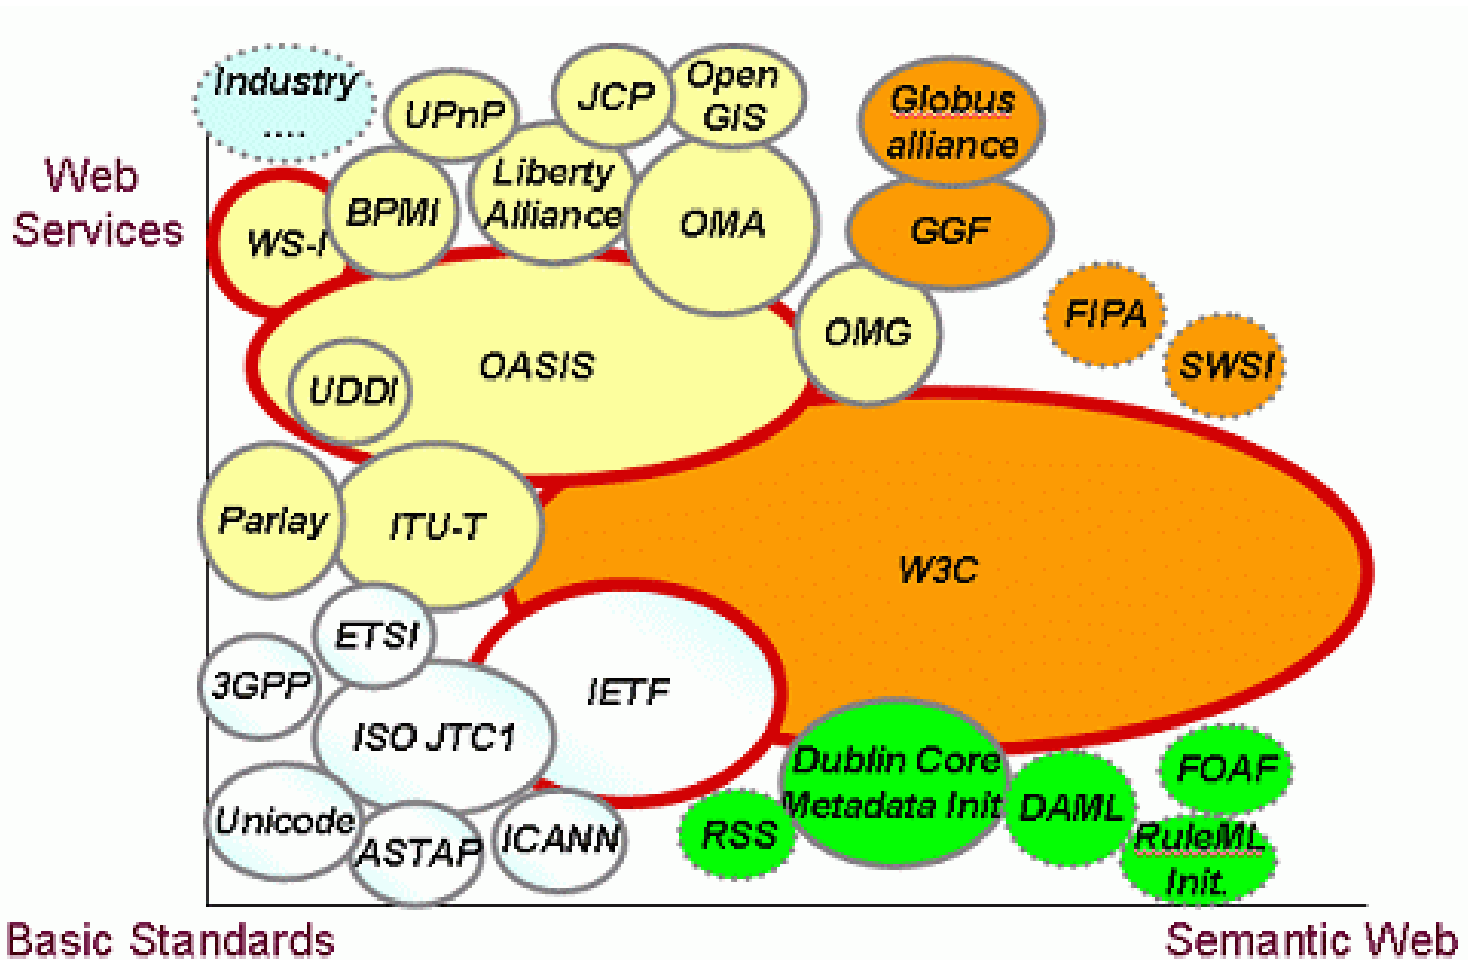 Industry
....
UPnP
JCP
Open
GIS
Globus
alliance
Web
Services
WS-I
BPMI
Liberty
Alliance
OMA
GGF
OMG
FIPA
SWSI
OASIS
UDDI
Parlay
ITU-T
W3C
ETSI
3GPP
ISO JTC1
IETF
Unicode
ASTAP
ICANN
RSS
Dublin Core
Metadata Init
DAML
FOAF
RuleML
Init.
Basic Standards
Semantic Web